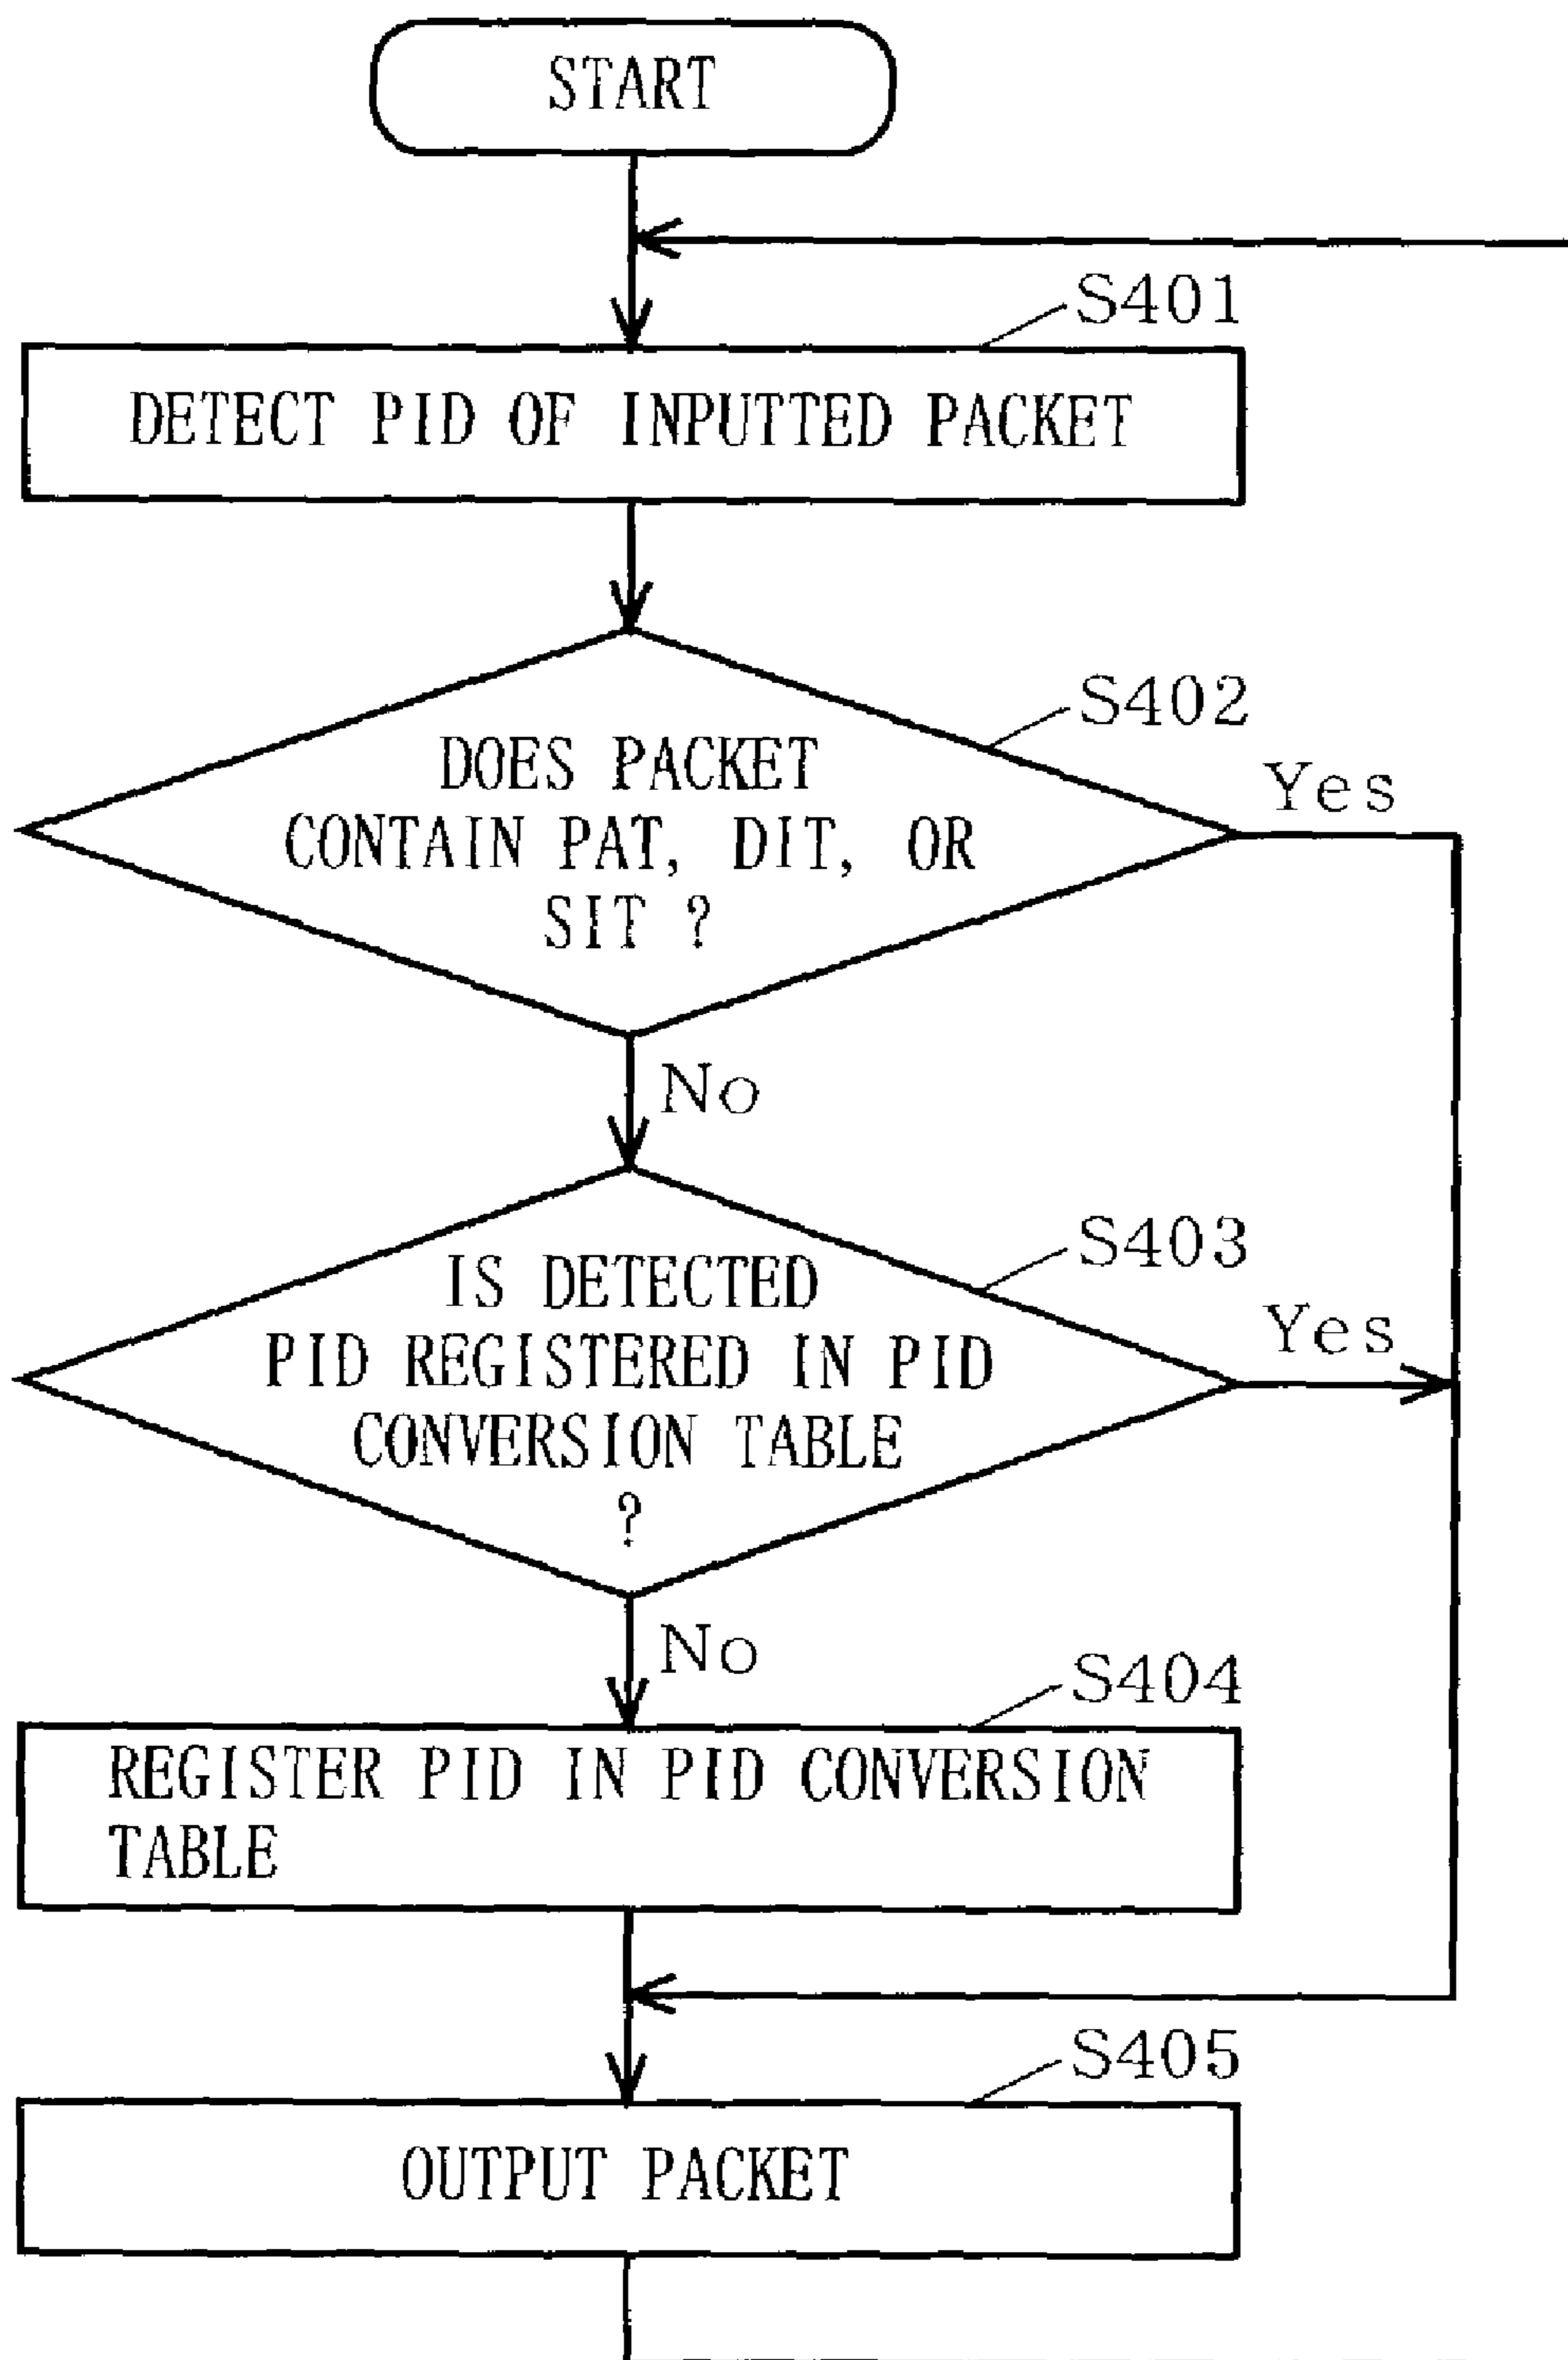 START
S401
DETECT PID OF INPUTTED PACKET
S402
DOES PACKET
CONTAIN PAT, DIT, OR
SIT ?
Yes
No
S403
IS DETECTED
PID REGISTERED IN PID
CONVERSION TABLE
?
Yes
No
S404
REGISTER PID IN PID CONVERSION
TABLE
S405
OUTPUT PACKET